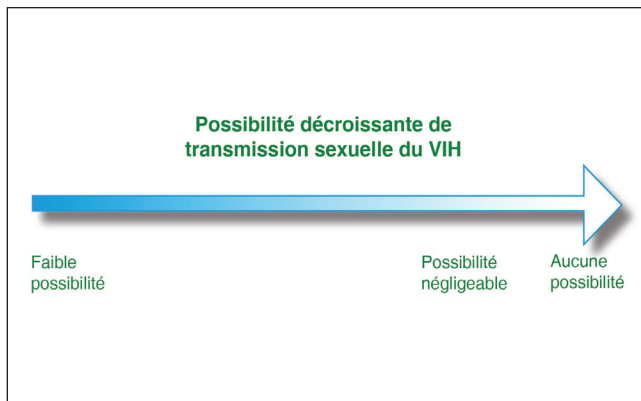 Possibilité décroissante de
transmission sexuelle du VIH
Faible
possibilité
Possibilité
négligeable
Aucune
possibilité